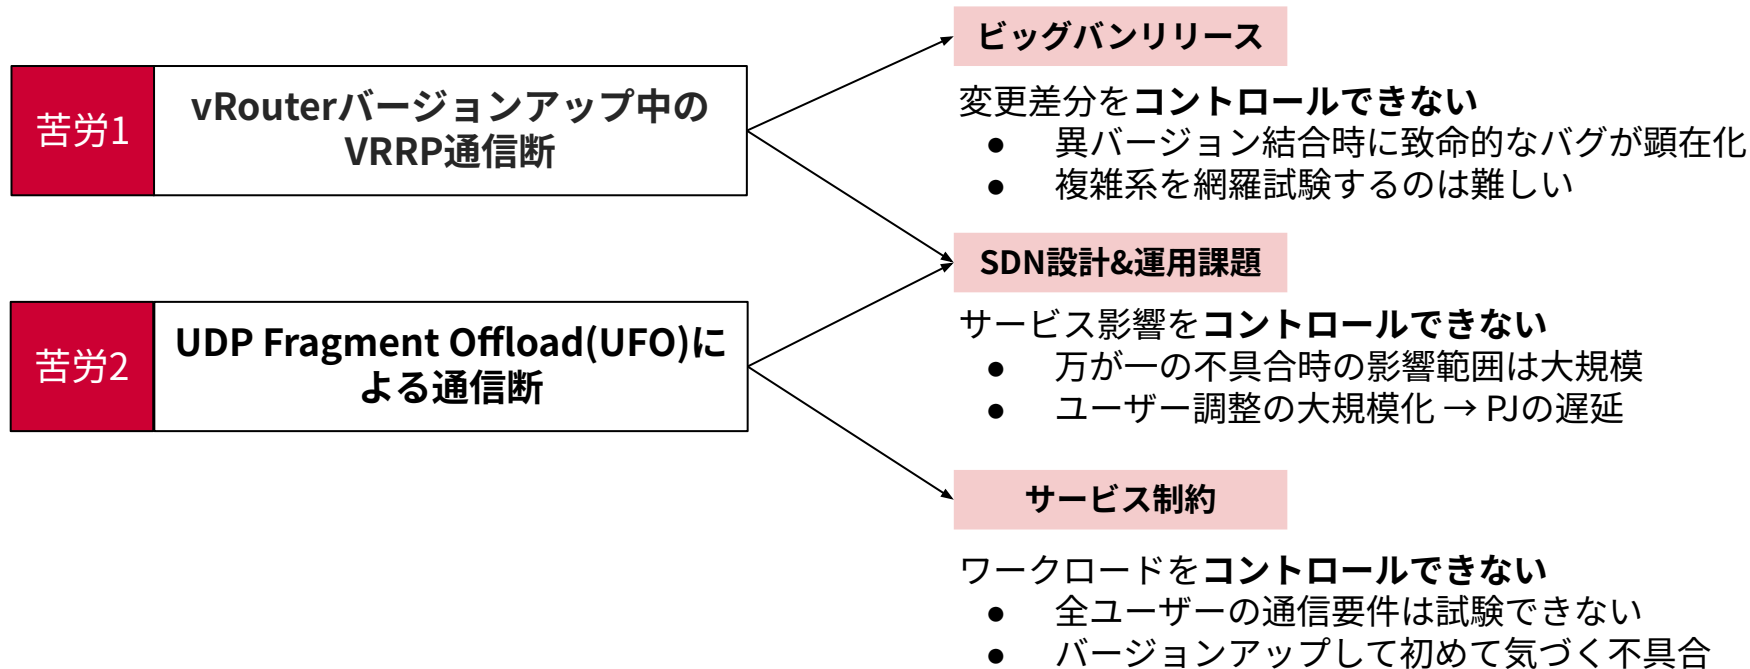 苦労1
vRouterバージョンアップ中の
VRRP通信断
苦労2
UDP Fragment Offload(UFO)に
よる通信断
ビッグバンリリース
変更差分をコントロールできない
● 異バージョン結合時に致命的なバグが顕在化
● 複雑系を網羅試験するのは難しい
SDN設計&運用課題
サービス影響をコントロールできない
● 万が一の不具合時の影響範囲は大規模
● ユーザー調整の大規模化 → PJの遅延
サービス制約
ワークロードをコントロールできない
● 全ユーザーの通信要件は試験できない
● バージョンアップして初めて気づく不具合